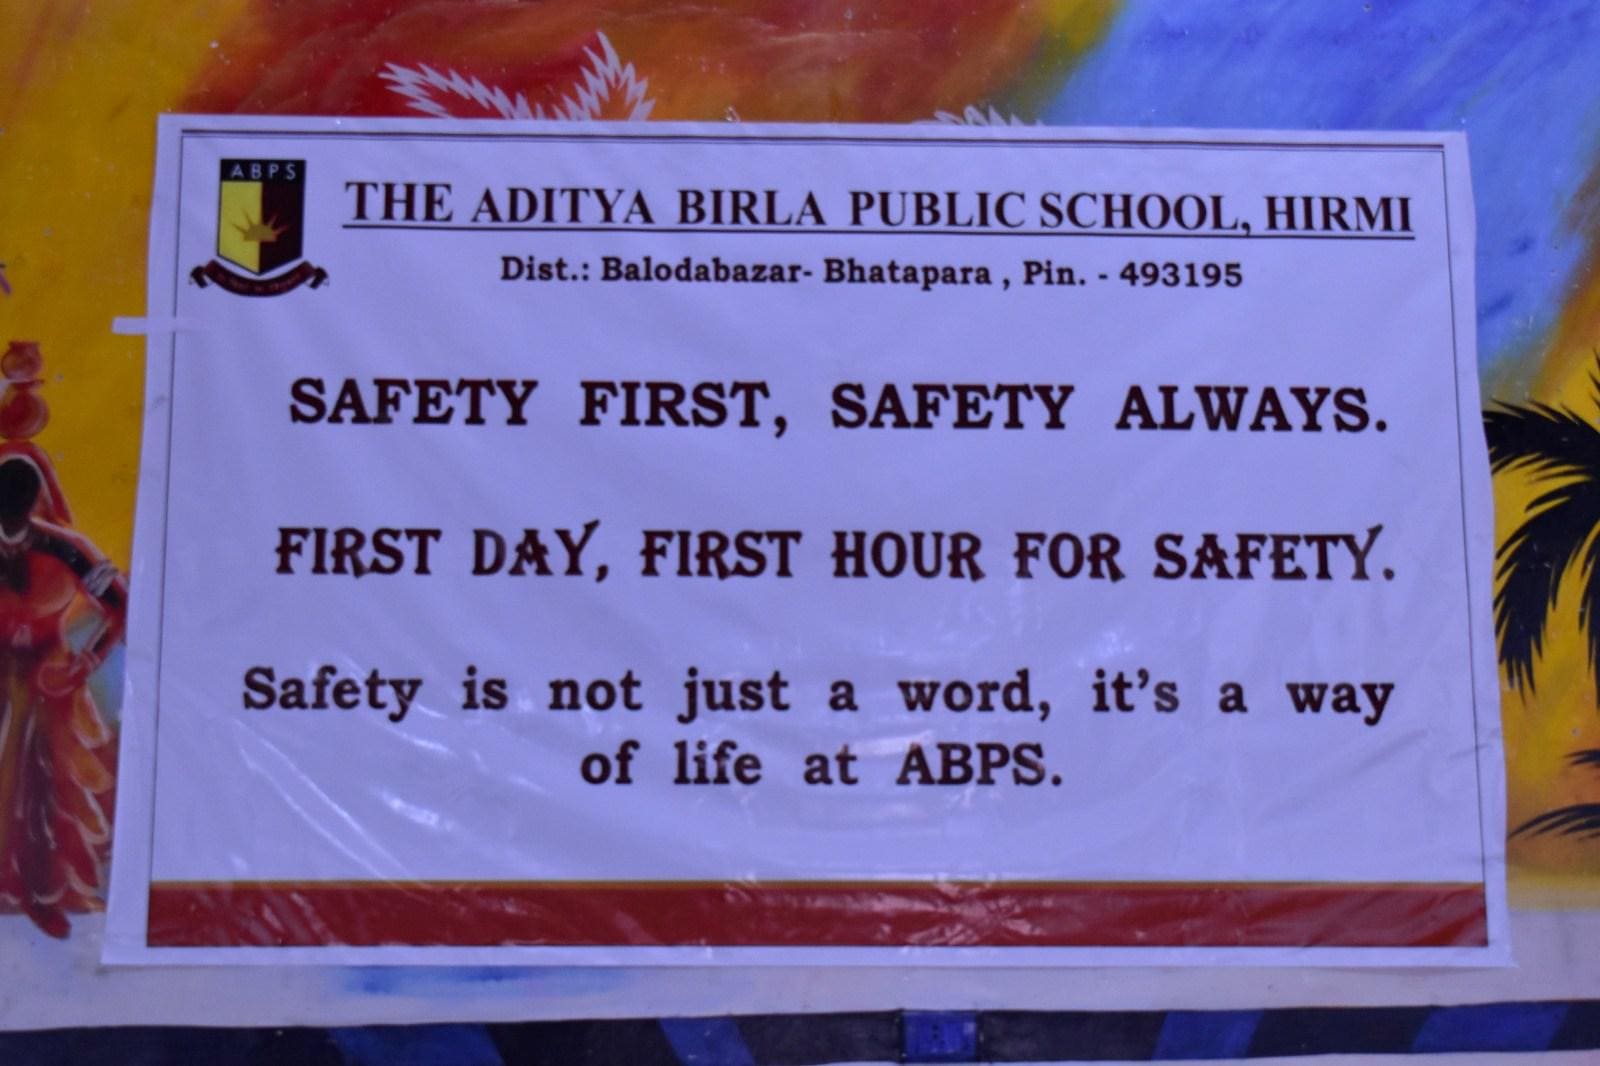 ABPS
THE ADITYA BIRLA PUBLIC SCHOOL, HIRMI
Dist.: Balodabazar- Bhatapara , Pin. - 493195
SAFETY FIRST, SAFETY ALWAYS.
FIRST DAY, FIRST HOUR FOR SAFETY.
Safety is not just a word, it's a way
of life at ABPS.